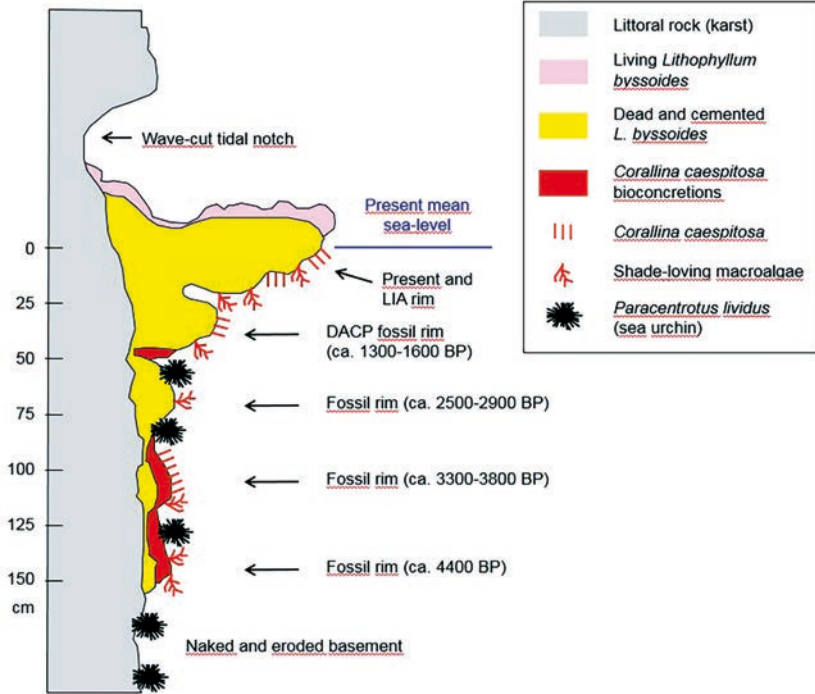 Wave-cut tidal notch
Present mean
sea-level
0
Present and
LIA rim
25
DACP fossil rim
(ca. 1300-1600 BP)
50
75
Fossil rim (ca. 2500-2900 BP)
100
Fossil rim (ca. 3300-3800 BP)
125
Fossil rim (ca. 4400 BP)
150
cm
Naked and eroded basement
Littoral rock (karst)
Living Lithophyllum
byssoides
Dead and cemented
L. byssoides
Corallina caespitosa
bioconcretions
Corallina caespitosa
Shade-loving macroalgae
Paracentrotus lividus
(sea urchin)